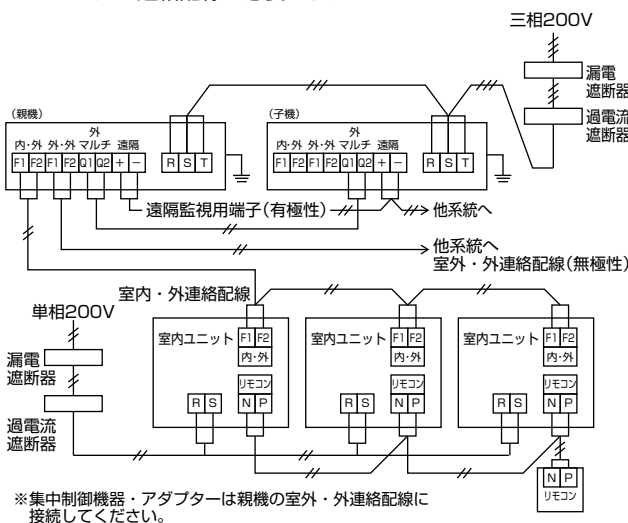 三相200V
漏電
遮断器
過電流
遮断器
(親機)
外
内・外 外・外 マルチ 遠隔
F1 F2 F1 F2 Q1 Q2 + −
R S T
(子機)
外
内・外 外・外 マルチ 遠隔
F1 F2 F1 F2 Q1 Q2 + −
R S T
遠隔監視用端子(有極性)
他系統へ
他系統へ
室外・外連絡配線(無極性)
室内・外連絡配線
単相200V
漏電
遮断器
過電流
遮断器
室内ユニット
F1 F2
内・外
リモコン
R S
N P
室内ユニット
F1 F2
内・外
リモコン
R S
N P
室内ユニット
F1 F2
内・外
リモコン
R S
N P
N P
リモコン
※集中制御機器・アダプターは親機の室外・外連絡配線に
接続してください。